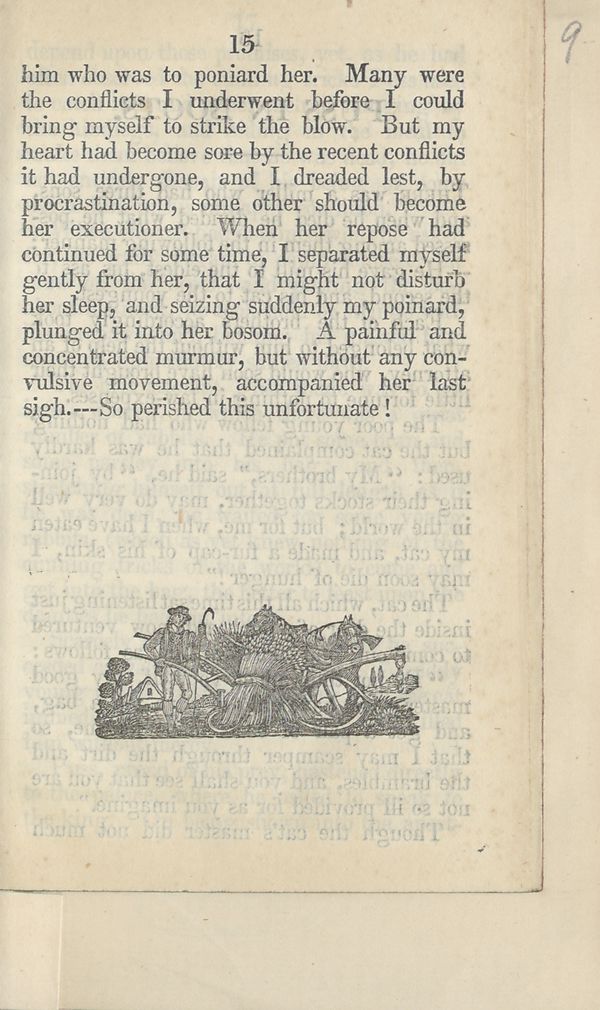 15
him who was to poniard her. Many were
the conflicts I underwent before I could
bring myself to strike the blow. But my
heart had become sore by the recent conflicts
it had undergone, and I dreaded lest, by
procrastination, some other should become
her executioner. When her repose had
continued for some time, I separated myself
gently from her, that I might not disturb
her sleep, and seizing suddenly my poinard,
plunged it into her bosom. A painful and
concentrated murmur, but without any con-
vulsive movement, accompanied her last
sigh.---So perished this unfortunate!
9